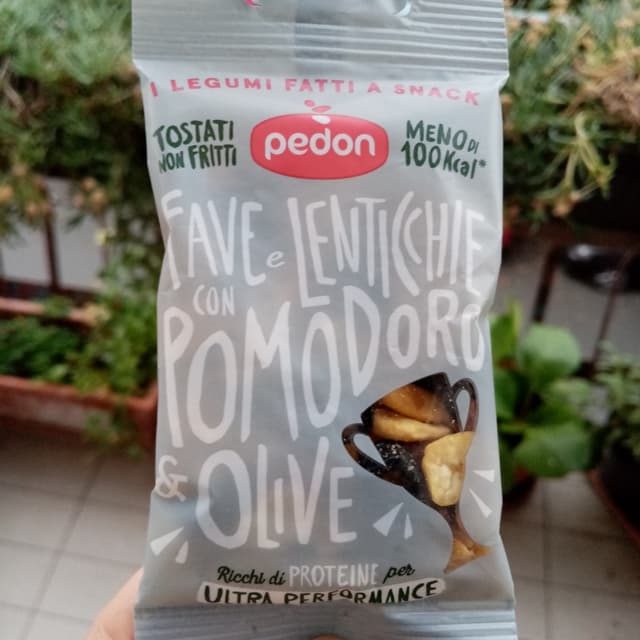 I LEGUMI FATTI A SNACK
TOSTATI
NON FRITTI
pedon
MENO DI
100 Kcal*
FAVE e LENTICCHIE
CON
POMODORO
& OLIVE
Ricchi di PROTEINE per
ULTRA PERFORMANCE